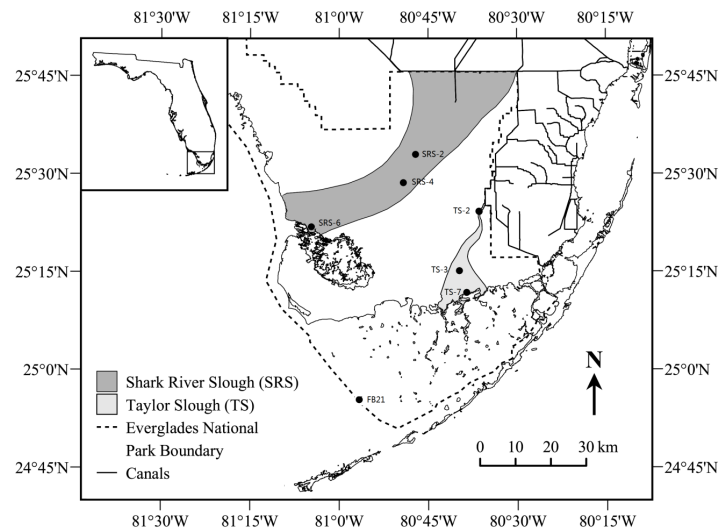 81°30'W 81°15'W 81°0'W 80°45'W 80°30'W 80°15'W
25°45'N 25°45'N
SRS-2
25°30'N SRS-4 25°30'N
TS-2
SRS-6
25°15'N TS-3 25°15'N
TS-7
25°0'N 25°0'N
Shark River Slough (SRS)
Taylor Slough (TS)
Everglades National
Park Boundary
Canals
FB21
N
0 10 20 30 km
24°45'N 24°45'N
81°30'W 81°15'W 81°0'W 80°45'W 80°30'W 80°15'W